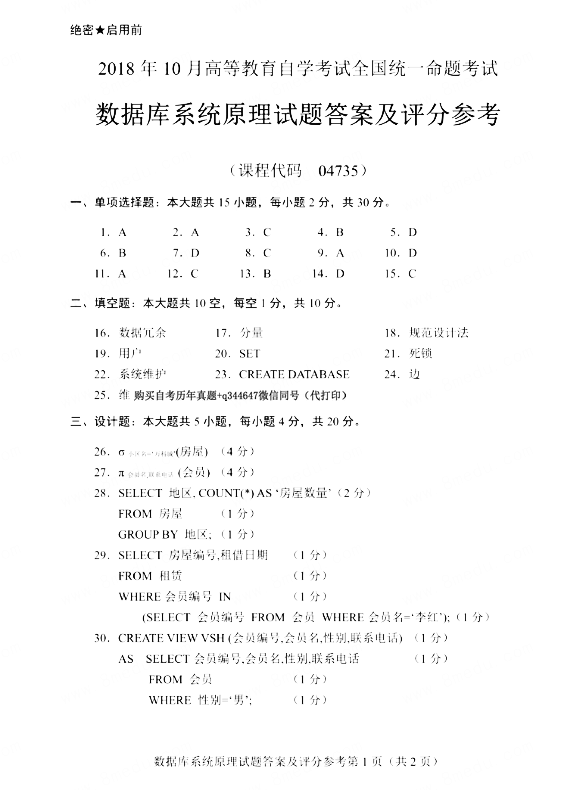 绝密★启用前
2018 年 10 月高等教育自学考试全国统一命题考试
数据库系统原理试题答案及评分参考
（课程代码 04735）
一、单项选择题：本大题共 15 小题，每小题 2 分，共 30 分。
1. A 2. A 3. C 4. B 5. D
6. B 7. D 8. C 9. A 10. D
11. A 12. C 13. B 14. D 15. C
二、填空题：本大题共 10 空，每空 1 分，共 10 分。
16. 数据冗余 17. 分量 18. 规范设计法
19. 用户 20. SET 21. 死锁
22. 系统维护 23. CREATE DATABASE 24. 边
25. 维 购买自考历年真题+q344647微信同号（代打印）
三、设计题：本大题共 5 小题，每小题 4 分，共 20 分。
26. σ (房屋) （4 分）
27. π (会员) （4 分）
28. SELECT 地区, COUNT(*) AS ‘房屋数量’（2 分）
FROM 房屋 （1 分）
GROUP BY 地区; （1 分）
29. SELECT 房屋编号,租借日期 （1 分）
FROM 租赁 （1 分）
WHERE 会员编号 IN （1 分）
(SELECT 会员编号 FROM 会员 WHERE 会员名=‘李红’);（1 分）
30. CREATE VIEW VSH (会员编号,会员名,性别,联系电话) （1 分）
AS SELECT 会员编号,会员名,性别,联系电话 （1 分）
FROM 会员 （1 分）
WHERE 性别=‘男’; （1 分）
数据库系统原理试题答案及评分参考第 1 页（共 2 页）